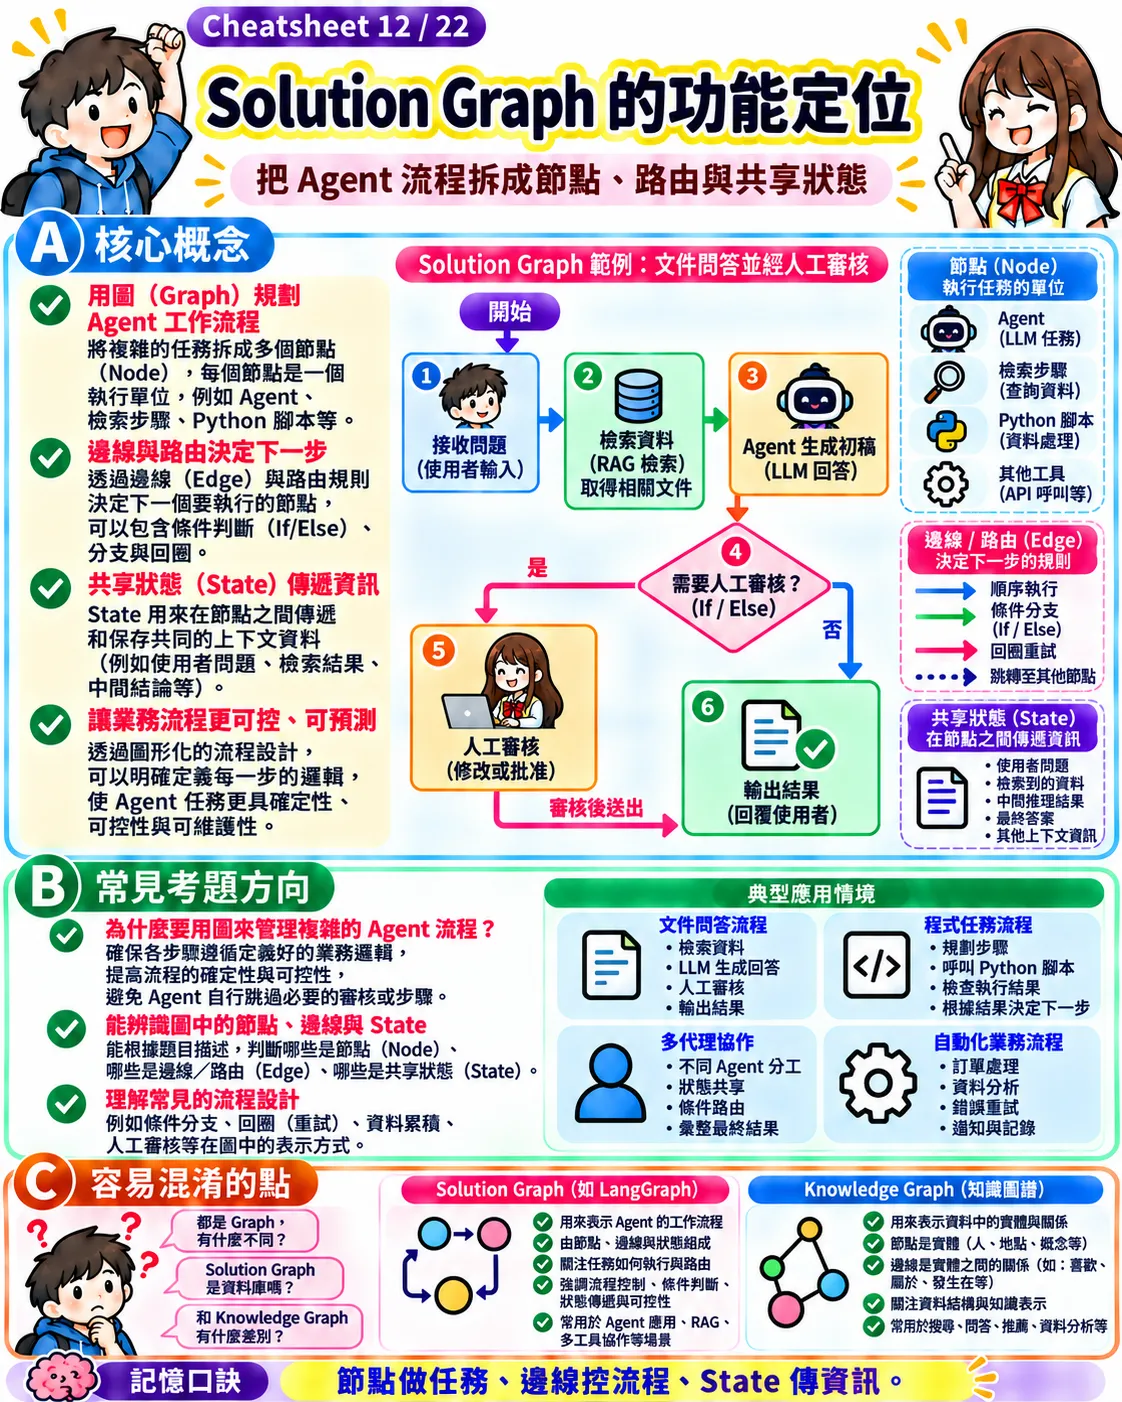 Cheatsheet 12 / 22
Solution Graph 的功能定位
把 Agent 流程拆成節點、路由與共享狀態
A 核心概念
用圖（Graph）規劃
Agent 工作流程
將複雜的任務拆成多個節點
（Node），每個節點是一個
執行單位，例如 Agent、
檢索步驟、Python 腳本等。
邊線與路由決定下一步
透過邊線（Edge）與路由規則
決定下一個要執行的節點，
可以包含條件判斷（If/Else）、
分支與回圈。
共享狀態（State）傳遞資訊
State 用來在節點之間傳遞
和保存共同的上下文資料
（例如使用者問題、檢索結果、
中間結論等）。
讓業務流程更可控、可預測
透過圖形化的流程設計，
可以明確定義每一步的邏輯，
使 Agent 任務更具確定性、
可控性與可維護性。
Solution Graph 範例：文件問答並經人工審核
開始
1
接收問題
（使用者輸入）
2
檢索資料
（RAG 檢索）
取得相關文件
3
Agent 生成初稿
（LLM 回答）
4
需要人工審核？
（If / Else）
是
否
5
人工審核
（修改或批准）
審核後送出
6
輸出結果
（回覆使用者）
節點（Node）
執行任務的單位
Agent
（LLM 任務）
檢索步驟
（查詢資料）
Python 腳本
（資料處理）
其他工具
（API 呼叫等）
邊線 / 路由（Edge）
決定下一步的規則
順序執行
條件分支
（If / Else）
回圈重試
跳轉至其他節點
共享狀態（State）
在節點之間傳遞資訊
• 使用者問題
• 檢索到的資料
• 中間推理結果
• 最終答案
• 其他上下文資訊
B 常見考題方向
為什麼要用圖來管理複雜的 Agent 流程？
確保各步驟遵循定義好的業務邏輯，
提高流程的確定性與可控性，
避免 Agent 自行跳過必要的審核或步驟。
能辨識圖中的節點、邊線與 State
能根據題目描述，判斷哪些是節點（Node）、
哪些是邊線／路由（Edge）、哪些是共享狀態（State）。
理解常見的流程設計
例如條件分支、回圈（重試）、資料累積、
人工審核等在圖中的表示方式。
典型應用情境
文件問答流程
• 檢索資料
• LLM 生成回答
• 人工審核
• 輸出結果
程式任務流程
• 規劃步驟
• 呼叫 Python 腳本
• 檢查執行結果
• 根據結果決定下一步
多代理協作
• 不同 Agent 分工
• 狀態共享
• 條件路由
• 彙整最終結果
自動化業務流程
• 訂單處理
• 資料分析
• 錯誤重試
• 通知與記錄
C 容易混淆的點
都是 Graph，
有什麼不同？
Solution Graph
是資料庫嗎？
和 Knowledge Graph
有什麼差別？
Solution Graph（如 LangGraph）
用來表示 Agent 的工作流程
由節點、邊線與狀態組成
關注任務如何執行與路由
強調流程控制、條件判斷、
狀態傳遞與可控性
常用於 Agent 應用、RAG、
多工具協作等場景
Knowledge Graph（知識圖譜）
用來表示資料中的實體與關係
節點是實體（人、地點、概念等）
邊線是實體之間的關係（如：喜歡、
屬於、發生在等）
關注資料結構與知識表示
常用於搜尋、問答、推薦、資料分析等
記憶口訣
節點做任務、邊線控流程、State 傳資訊。